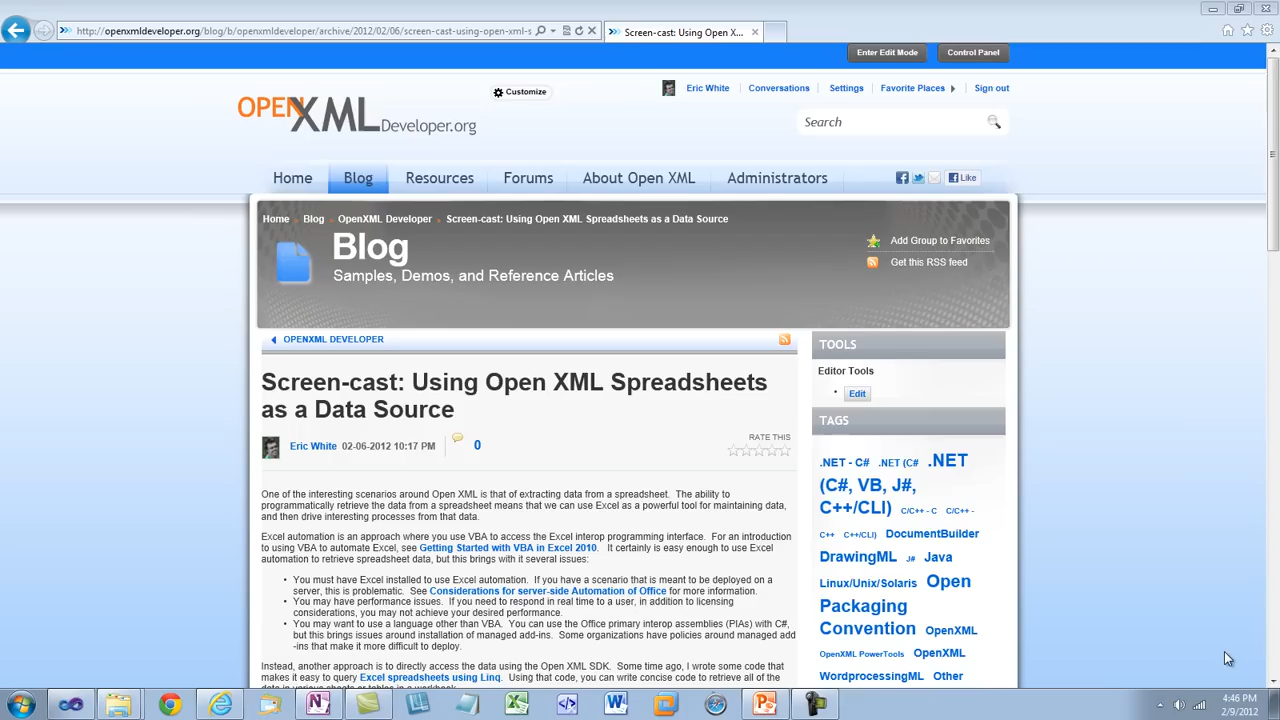 http://openxmldeveloper.org/blog/b/openxmldeveloper/archive/2012/02/06/screen-cast-using-open-xml-s
Screen-cast: Using Open X...
Enter Edit Mode
Control Panel
Eric White
Conversations
Settings
Favorite Places
Sign out
Customize
OPENXMLDeveloper.org
Search
Home
Blog
Resources
Forums
About Open XML
Administrators
Like
Home
Blog
OpenXML Developer
Screen-cast: Using Open XML Spreadsheets as a Data Source
Blog
Samples, Demos, and Reference Articles
Add Group to Favorites
Get this RSS feed
OPENXML DEVELOPER
Screen-cast: Using Open XML Spreadsheets
as a Data Source
Eric White 02-06-2012 10:17 PM
0
RATE THIS
One of the interesting scenarios around Open XML is that of extracting data from a spreadsheet. The ability to
programmatically retrieve the data from a spreadsheet means that we can use Excel as a powerful tool for maintaining data,
and then drive interesting processes from that data.
Excel automation is an approach where you use VBA to access the Excel interop programming interface. For an introduction
to using VBA to automate Excel, see Getting Started with VBA in Excel 2010. It certainly is easy enough to use Excel
automation to retrieve spreadsheet data, but this brings with it several issues:
• You must have Excel installed to use Excel automation. If you have a scenario that is meant to be deployed on a
server, this is problematic. See Considerations for server-side Automation of Office for more information.
• You may have performance issues. If you need to respond in real time to a user, in addition to licensing
considerations, you may not achieve your desired performance.
• You may want to use a language other than VBA. You can use the Office primary interop assemblies (PIAs) with C#,
but this brings issues around installation of managed add-ins. Some organizations have policies around managed add
-ins that make it more difficult to deploy.
Instead, another approach is to directly access the data using the Open XML SDK. Some time ago, I wrote some code that
makes it easy to query Excel spreadsheets using Linq. Using that code, you can write concise code to retrieve all of the
TOOLS
Editor Tools
• Edit
TAGS
.NET - C# .NET (C# .NET
(C#, VB, J#,
C++/CLI) C/C++ - C C/C++ -
C++ C++/CLI) DocumentBuilder
DrawingML J# Java
Linux/Unix/Solaris Open
Packaging
Convention OpenXML
OpenXML PowerTools OpenXML
WordprocessingML Other
4:46 PM
2/9/2012